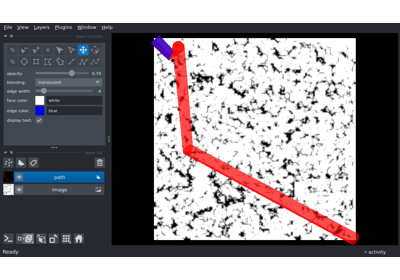 File View Layers Plugins Window Help
opacity: 0.70
blending: translucent
edge width:
face color: white
edge color: blue
display text:
path
image
Ready
activity